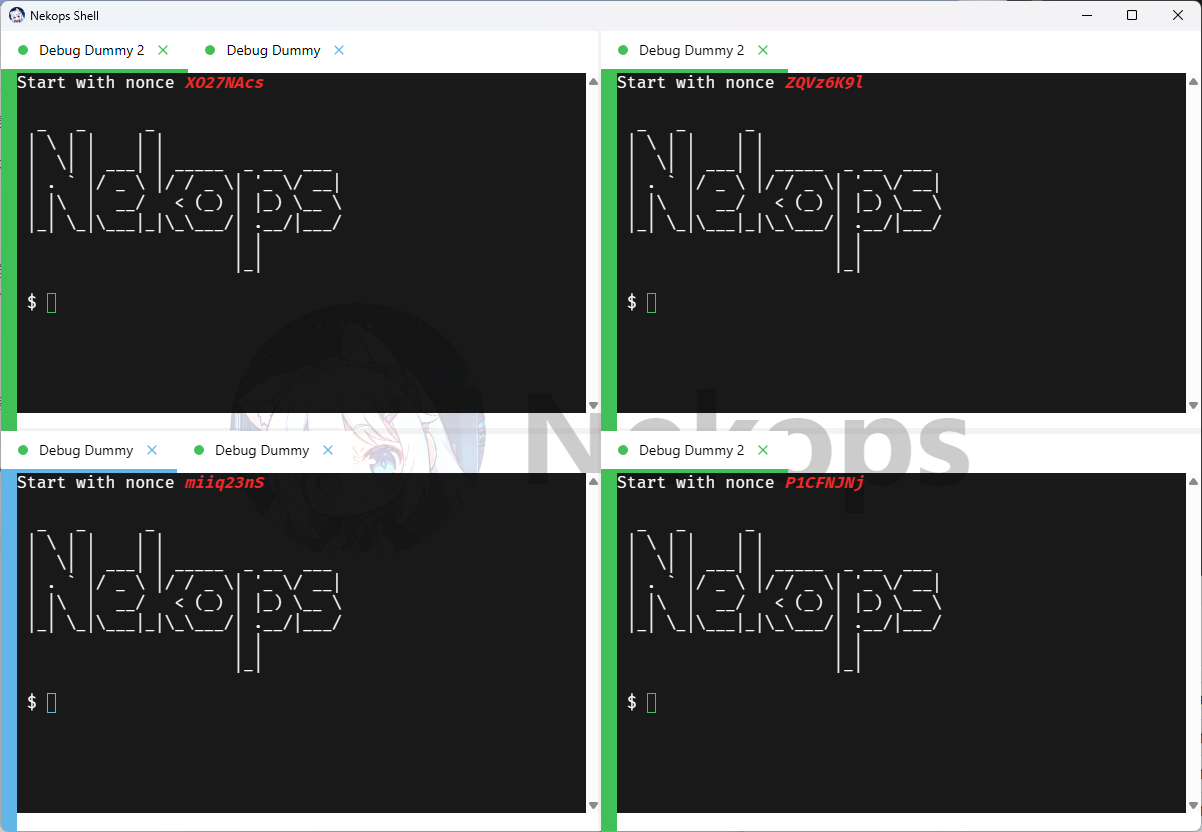 Nekops Shell
Debug Dummy 2
Debug Dummy
Start with nonce XO27NAcs
Nekops
$
Debug Dummy 2
Start with nonce ZQVz6K9l
Nekops
$
Nekops
Debug Dummy
Debug Dummy
Start with nonce miiq23nS
Nekops
$
Debug Dummy 2
Start with nonce P1CFNJNj
Nekops
$